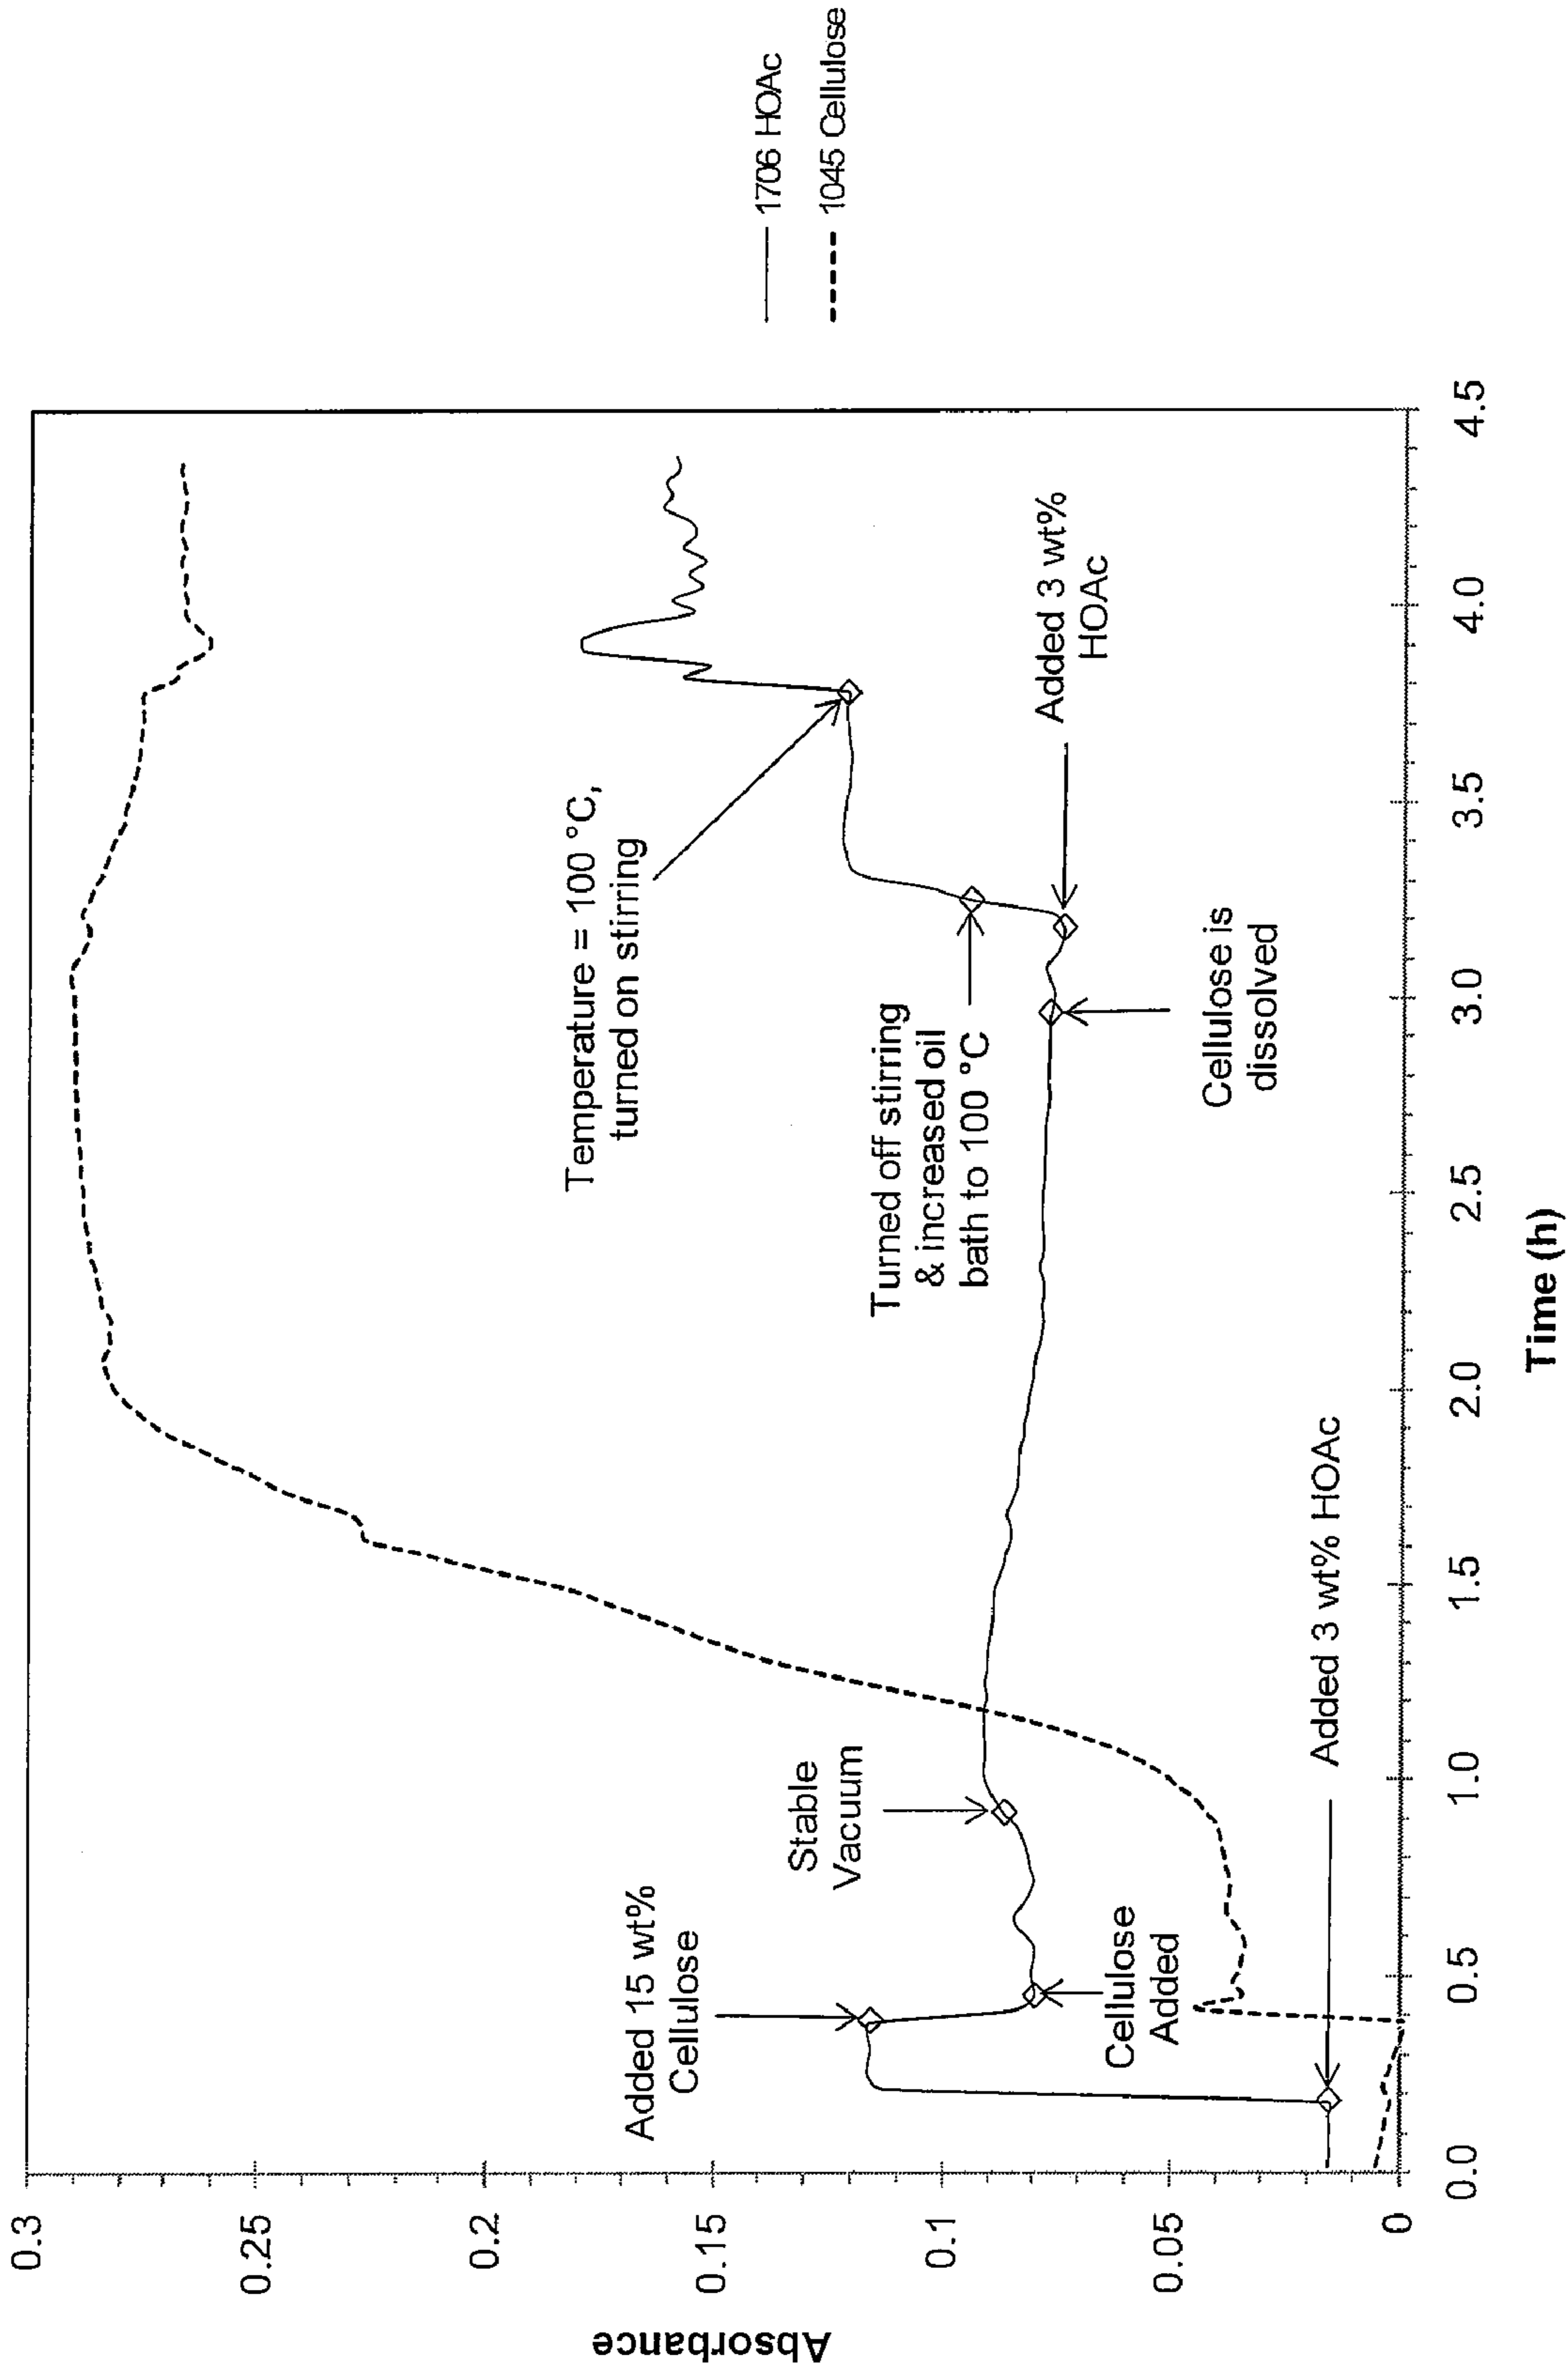 0.3
0.25
0.2
0.15
0.1
0.05
0
Absorbance
0.0
0.5
1.0
1.5
2.0
2.5
3.0
3.5
4.0
4.5
Time (h)
Added 15 wt%
Cellulose
Stable
Vacuum
Cellulose
Added
Added 3 wt% HOAc
Temperature = 100 °C,
turned on stirring
Turned off stirring
& increased oil
bath to 100 °C
Cellulose is
dissolved
Added 3 wt%
HOAc
1706 HOAc
1045 Cellulose